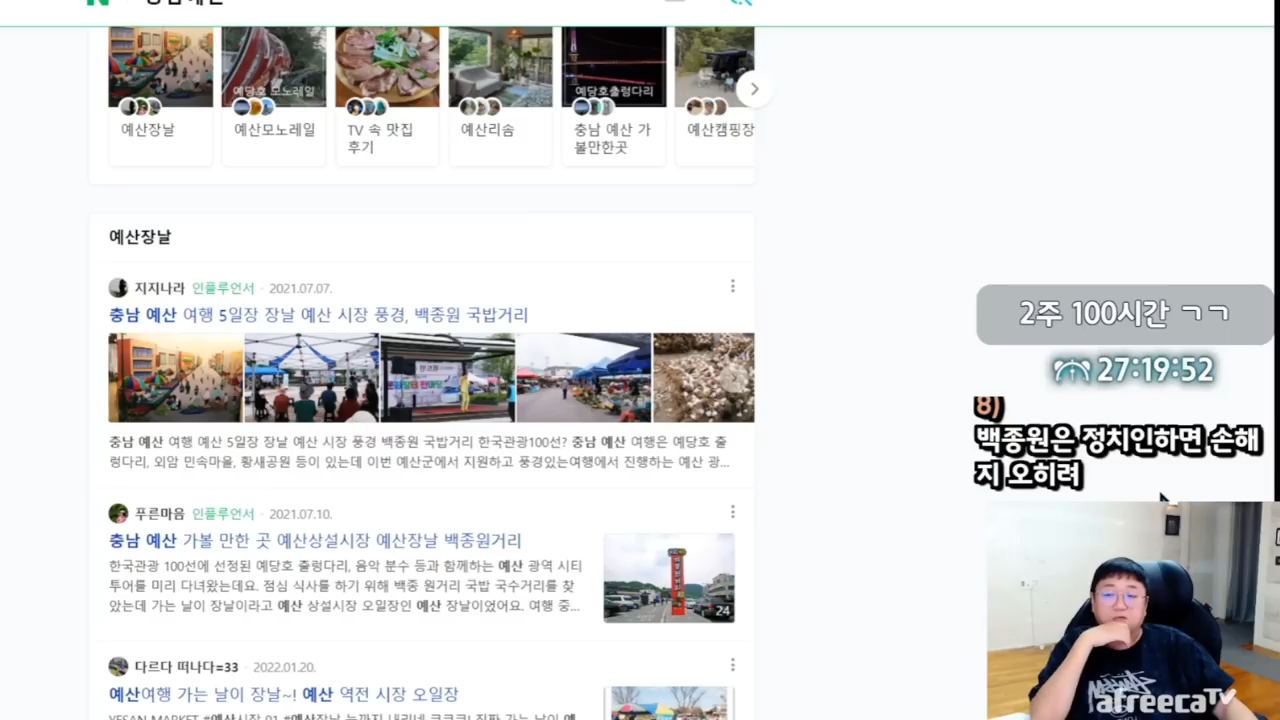 예당호 모노레일
예당호출렁다리
예산장날
예산모노레일
TV 속 맛집
후기
예산리솜
충남 예산 가
볼만한곳
예산캠핑장
예산장날
지지나라 인플루언서 · 2021.07.07.
충남 예산 여행 5일장 장날 예산 시장 풍경, 백종원 국밥거리
충남 예산 여행 예산 5일장 장날 예산 시장 풍경 백종원 국밥거리 한국관광100선? 충남 예산 여행은 예당호 출
렁다리, 외암 민속마을, 황새공원 등이 있는데 이번 예산군에서 지원하고 풍경있는여행에서 진행하는 예산 광...
푸른마음 인플루언서 · 2021.07.10.
충남 예산 가볼 만한 곳 예산상설시장 예산장날 백종원거리
한국관광 100선에 선정된 예당호 출렁다리, 음악 분수 등과 함께하는 예산 광역 시티
투어를 미리 다녀왔는데요. 점심 식사를 하기 위해 백종 원거리 국밥 국수거리를 찾
았는데 가는 날이 장날이라고 예산 상설시장 오일장인 예산 장날이었어요. 여행 중...
24
다르다 떠나다=33 · 2022.01.20.
예산여행 가는 날이 장날~! 예산 역전 시장 오일장
2주 100시간 ㄱㄱ
27:19:52
8)
백종원은 정치인하면 손해
지 오히려
afreecaTV